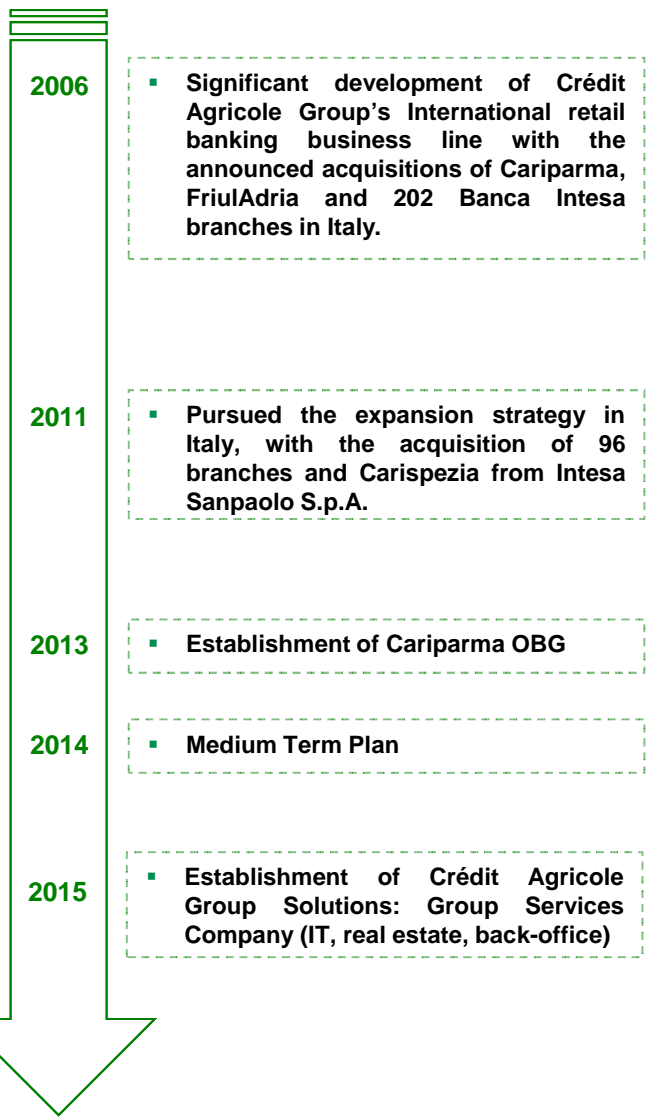 2006
▪ Significant development of Crédit
Agricole Group's International retail
banking business line with the
announced acquisitions of Cariparma,
FriulAdria and 202 Banca Intesa
branches in Italy.
2011
▪ Pursued the expansion strategy in
Italy, with the acquisition of 96
branches and Carispezia from Intesa
Sanpaolo S.p.A.
2013
▪ Establishment of Cariparma OBG
2014
▪ Medium Term Plan
2015
▪ Establishment of Crédit Agricole
Group Solutions: Group Services
Company (IT, real estate, back-office)